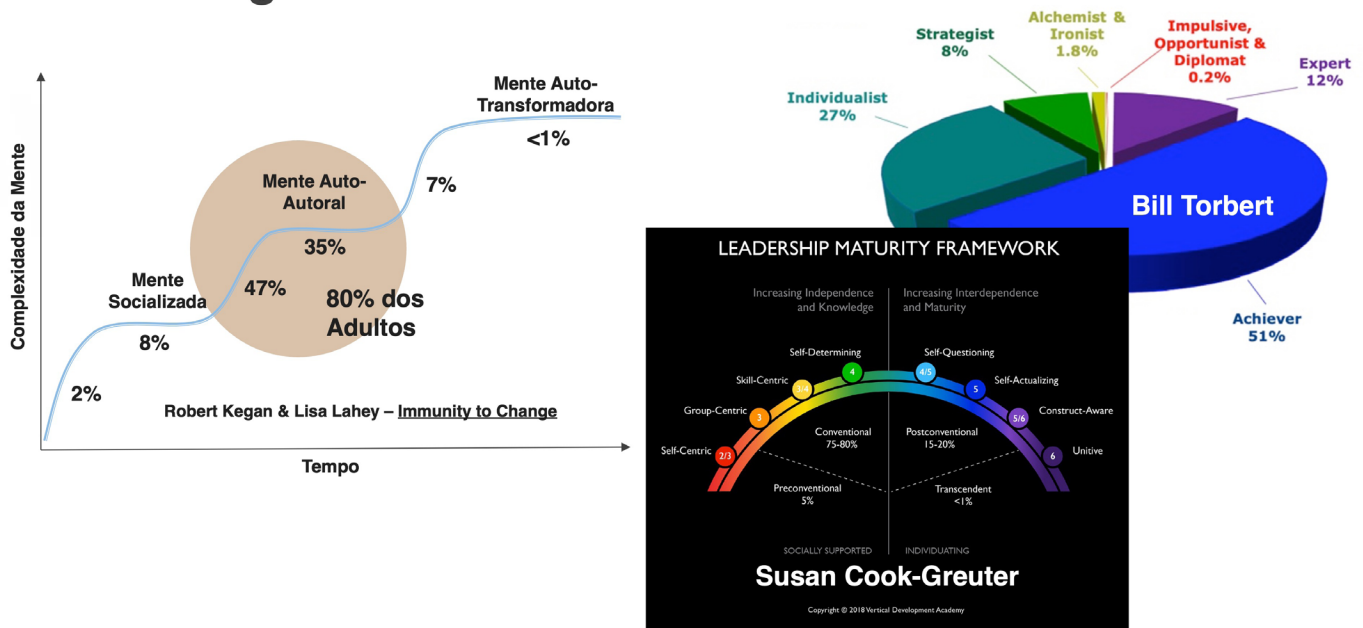 Complexidade da Mente
Mente Auto-
Transformadora
<1%
7%
Mente Auto-
Autoral
35%
47%
80% dos
Adultos
Mente
Socializada
8%
2%
Robert Kegan & Lisa Lahey – Immunity to Change
Tempo
Alchemist &
Ironist
1.8%
Impulsive,
Opportunist &
Diplomat
0.2%
Strategist
8%
Expert
12%
Individualist
27%
Bill Torbert
Achiever
51%
LEADERSHIP MATURITY FRAMEWORK
Increasing Independence
and Knowledge
Increasing Interdependence
and Maturity
Self-Determining
4
Self-Questioning
4/5
Skill-Centric
3/4
Self-Actualizing
5
Group-Centric
3
Construct-Aware
5/6
Self-Centric
2/3
Unitive
6
Conventional
75-80%
Postconventional
15-20%
Preconventional
5%
Transcendent
<1%
SOCIALLY SUPPORTED
INDIVIDUATING
Susan Cook-Greuter
Copyright © 2018 Vertical Development Academy